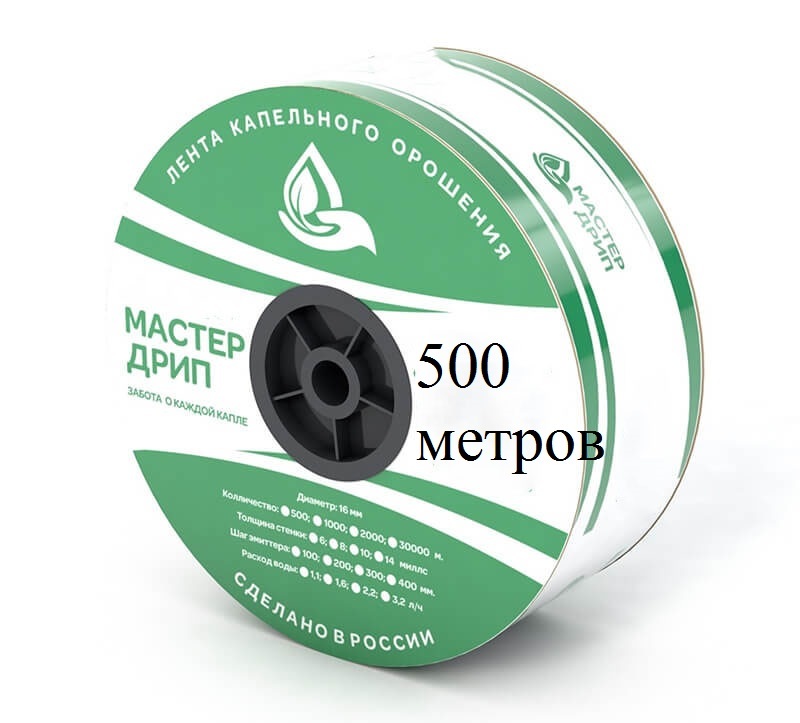 ЛЕНТА КАПЕЛЬНОГО ОРОШЕНИЯ
МАСТЕР
ДРИП
ЗАБОТА О КАЖДОЙ КАПЛЕ
500
метров
Диаметр: 16 мм
Колличество: 500; 1000; 2000; 30000 м.
Толщина стенки: 6; 8; 10; 14 миллс
Шаг эмиттера: 100; 200; 300; 400 мм.
Расход воды: 1,1; 1,6; 2,2; 3,2 л/ч
СДЕЛАНО В РОССИИ
МАСТЕР
ДРИП